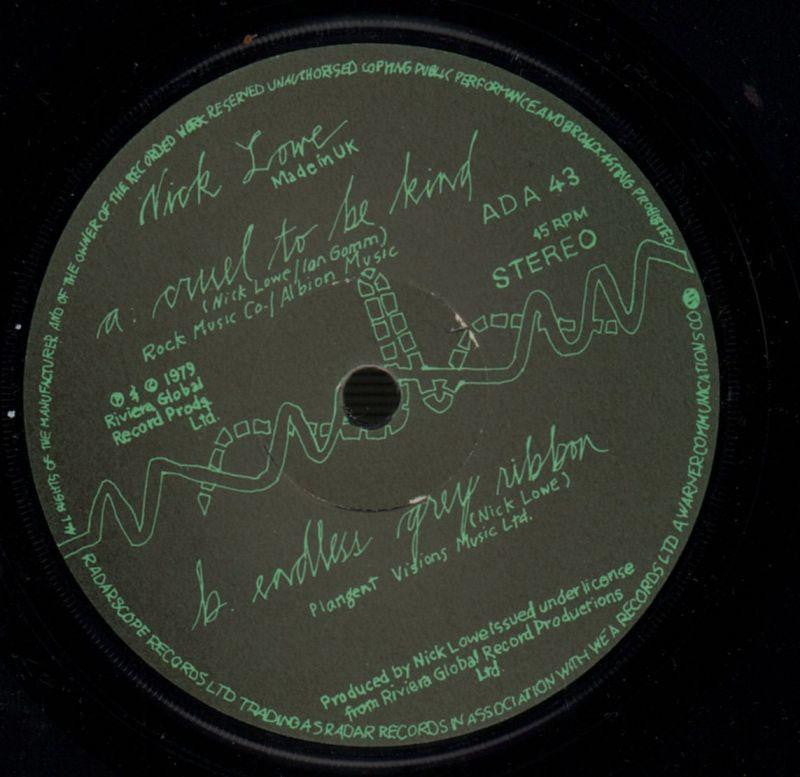 ALL RIGHTS OF THE MANUFACTURER AND OF THE OWNER OF THE RECORDED WORK RESERVED UNAUTHORISED COPYING PUBLIC PERFORMANCE AND BROADCASTING PROHIBITED
Nick Lowe
Made in UK
a: cruel to be kind
(Nick Lowe/Ian Gomm)
Rock Music Co/Albion Music
ADA 43
45 RPM
STEREO
℗ & © 1979
Riviera Global
Record Prods
Ltd.
b. endless grey ribbon
(Nick Lowe)
Plangent Visions Music Ltd.
Produced by Nick Lowe issued under license
from Riviera Global Record Productions
Ltd.
RADARSCOPE RECORDS LTD TRADING AS RADAR RECORDS IN ASSOCIATION WITH WEA RECORDS LTD A WARNER COMMUNICATIONS CO